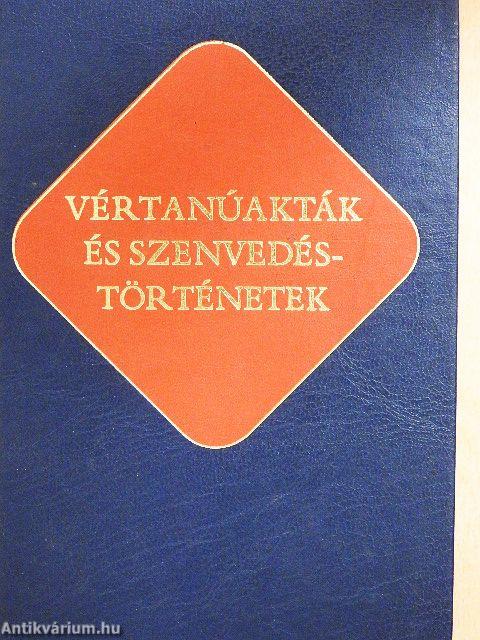 VÉRTANÚAKTÁK
ÉS SZENVEDÉS-
TÖRTÉNETEK
Antikvárium.hu